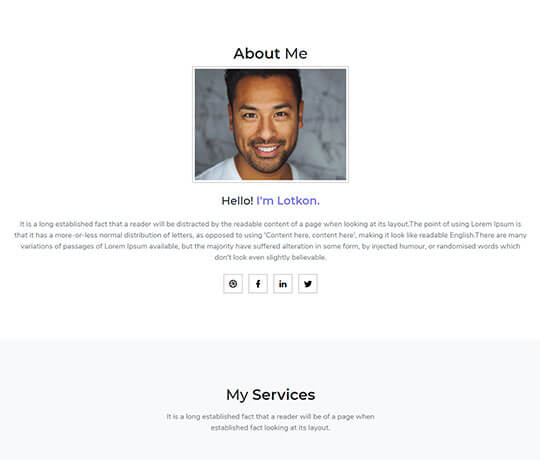 About Me
Hello! I'm Lotkon.
It is a long established fact that a reader will be distracted by the readable content of a page when looking at its layout.The point of using Lorem Ipsum is
that it has a more-or-less normal distribution of letters, as opposed to using 'Content here, content here', making it look like readable English.There are many
variations of passages of Lorem Ipsum available, but the majority have suffered alteration in some form, by injected humour, or randomised words which
don't look even slightly believable.
My Services
It is a long established fact that a reader will be of a page when
established fact looking at its layout.